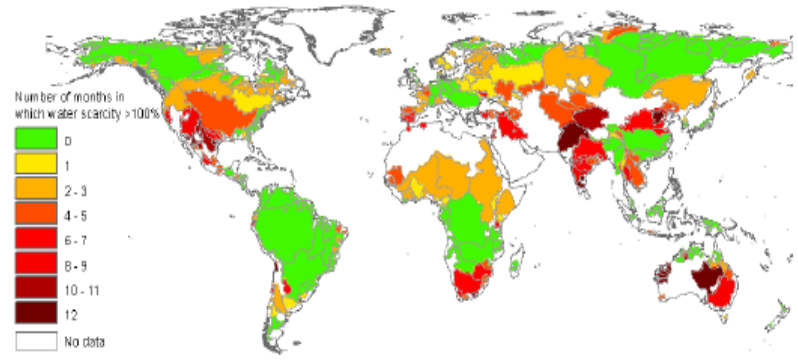 Number of months in
which water scarcity >100%
0
1
2 - 3
4 - 5
6 - 7
8 - 9
10 - 11
12
No data